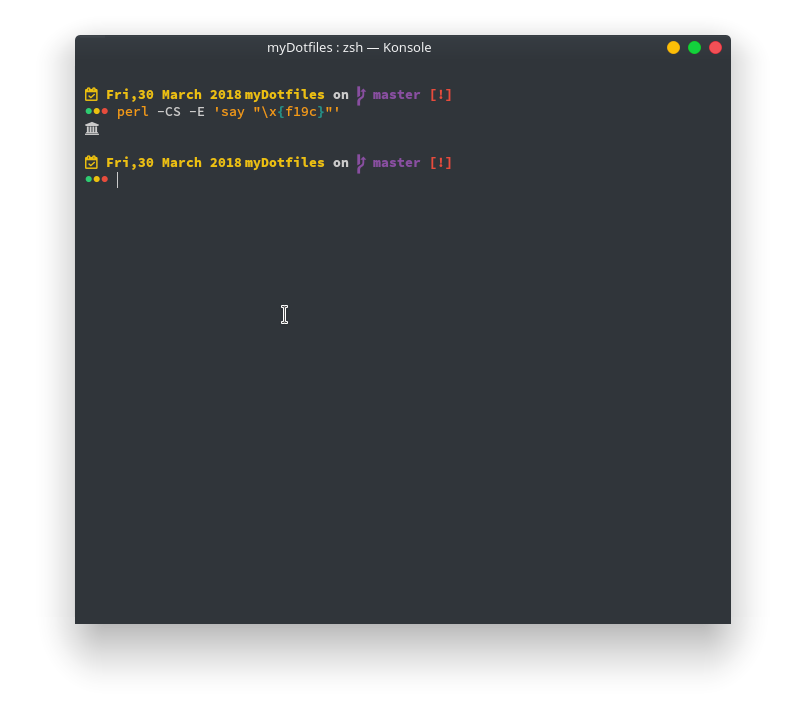 myDotfiles : zsh — Konsole
Fri,30 March 2018 myDotfiles on master [!]
perl -CS -E 'say "\x{f19c}"'
Fri,30 March 2018 myDotfiles on master [!]